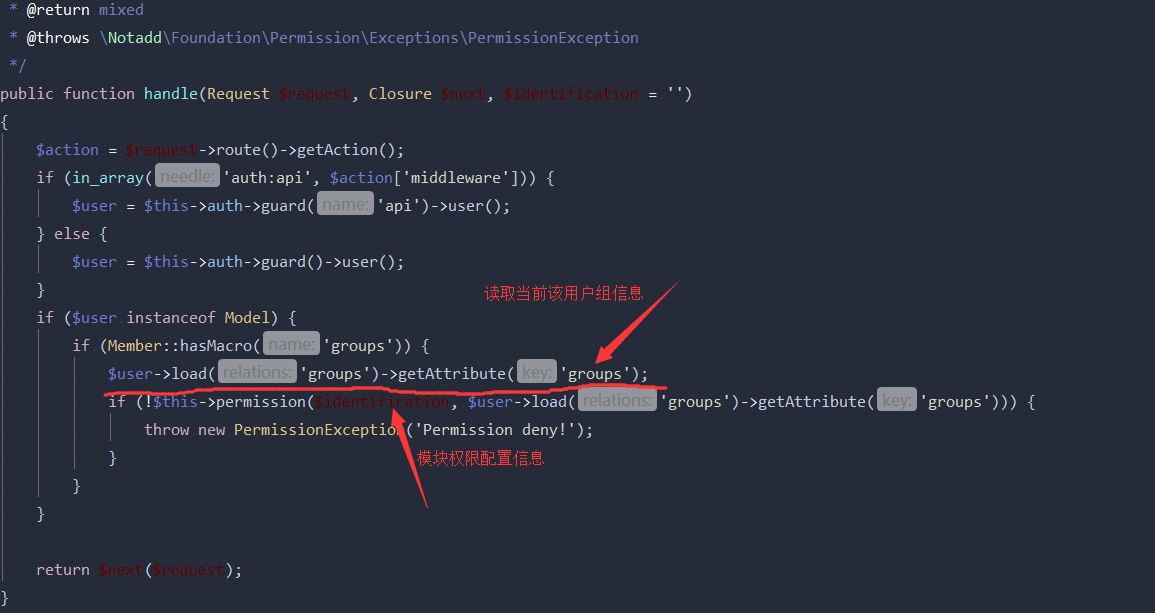 * @return mixed
* @throws \Notadd\Foundation\Permission\Exceptions\PermissionException
*/
public function handle(Request $request, Closure $next, $identification = '')
{
$action = $request->route()->getAction();
if (in_array( needle: 'auth:api', $action['middleware'])) {
$user = $this->auth->guard( name: 'api')->user();
} else {
$user = $this->auth->guard()->user();
}
读取当前该用户组信息
if ($user instanceof Model) {
if (Member::hasMacro( name: 'groups')) {
$user->load( relations: 'groups')->getAttribute( key: 'groups');
if (!$this->permission($identification, $user->load( relations: 'groups')->getAttribute( key: 'groups'))) {
throw new PermissionException('Permission deny!');
模块权限配置信息
}
}
}
return $next($request);
}